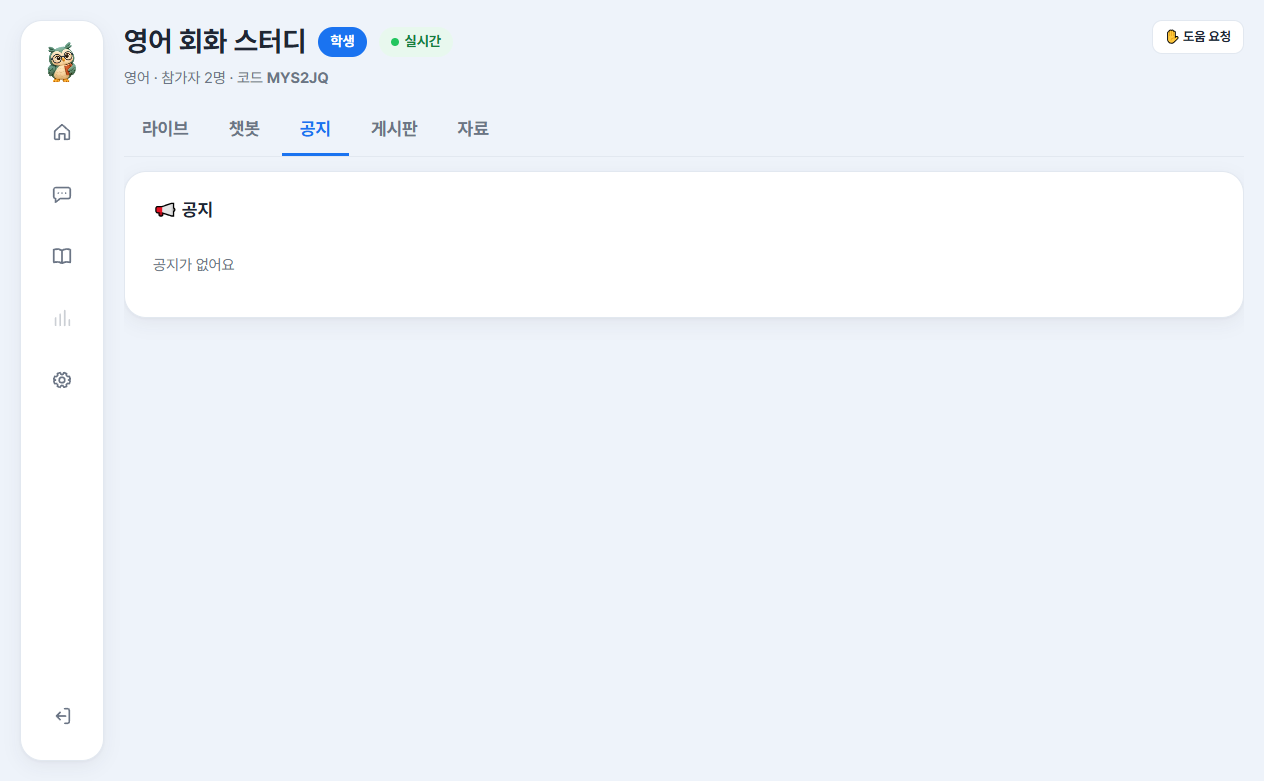 영어 회화 스터디 학생 실시간
도움 요청
영어 · 참가자 2명 · 코드 MYS2JQ
라이브 챗봇 공지 게시판 자료
공지
공지가 없어요